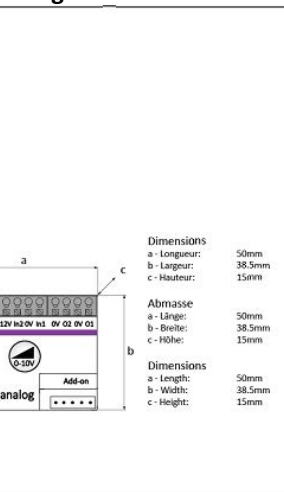 a
c
12V In2 0V In1 0V O2 0V O1
0-10V
b
analog
Add-on
Dimensions
a - Longueur: 50mm
b - Largeur: 38.5mm
c - Hauteur: 15mm
Abmasse
a - Länge: 50mm
b - Breite: 38.5mm
c - Höhe: 15mm
Dimensions
a - Length: 50mm
b - Width: 38.5mm
c - Height: 15mm